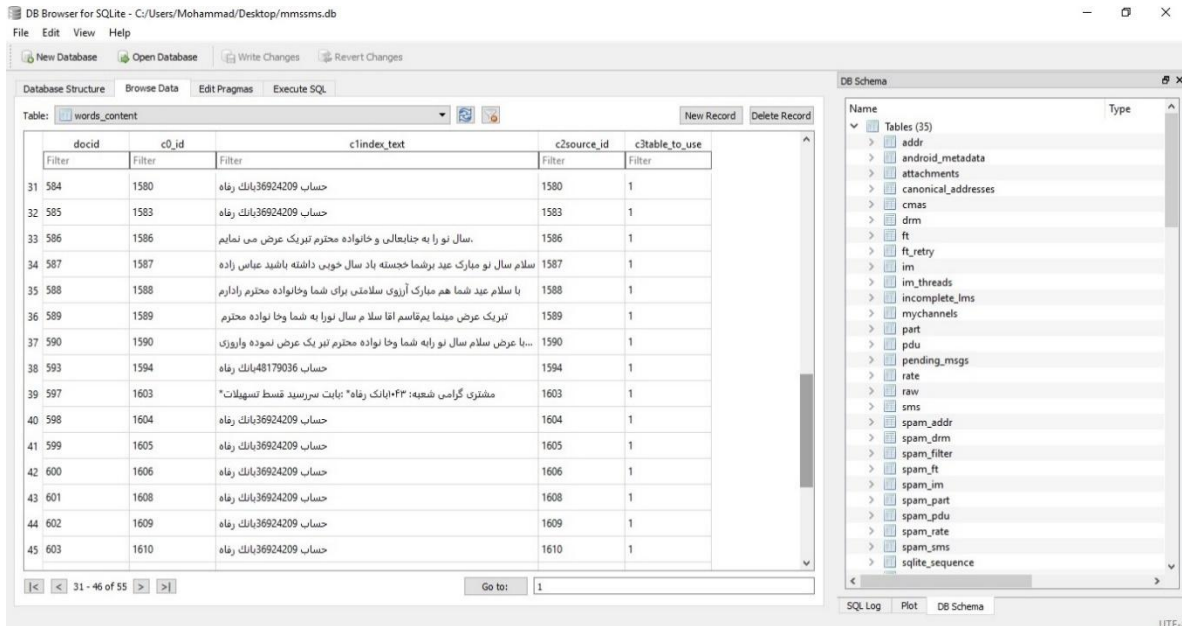 DB Browser for SQLite - C:/Users/Mohammad/Desktop/mmssms.db
File Edit View Help
New Database Open Database Write Changes Revert Changes
Database Structure Browse Data Edit Pragmas Execute SQL
Table: words_content New Record Delete Record
docid c0_id c1index_text c2source_id c3table_to_use
Filter Filter Filter Filter Filter
31 584 1580 حساب 36924209بانك رفاه 1580 1
32 585 1583 حساب 36924209بانك رفاه 1583 1
33 586 1586 سال نو را به جنابعالی و خانواده محترم تبریک عرض می نمایم. 1586 1
34 587 1587 سلام سال نو مبارک عید برشما خجسته باد سال خوبی داشته باشید عباس زاده 1587 1
35 588 1588 با سلام عید شما هم مبارک آرزوی سلامتی برای شما وخانواده محترم رادارم 1588 1
36 589 1589 تبریک عرض مینما یمقاسم اقا سلا م سال نورا به شما وخا نواده محترم 1589 1
37 590 1590 با عرض سلام سال نو رابه شما وخا نواده محترم تبر یک عرض نموده واروزی... 1590 1
38 593 1594 حساب 48179036بانك رفاه 1594 1
39 597 1603 مشتری گرامی شعبه: ۱۰۴۳بانک رفاه* :بابت سررسید قسط تسهیلات* 1603 1
40 598 1604 حساب 36924209بانك رفاه 1604 1
41 599 1605 حساب 36924209بانك رفاه 1605 1
42 600 1606 حساب 36924209بانك رفاه 1606 1
43 601 1608 حساب 36924209بانك رفاه 1608 1
44 602 1609 حساب 36924209بانك رفاه 1609 1
45 603 1610 حساب 36924209بانك رفاه 1610 1
|< < 31 - 46 of 55 > >| Go to: 1
DB Schema
Name Type
Tables (35)
addr
android_metadata
attachments
canonical_addresses
cmas
drm
ft
ft_retry
im
im_threads
incomplete_lms
mychannels
part
pdu
pending_msgs
rate
raw
sms
spam_addr
spam_drm
spam_filter
spam_ft
spam_im
spam_part
spam_pdu
spam_rate
spam_sms
sqlite_sequence
SQL Log Plot DB Schema